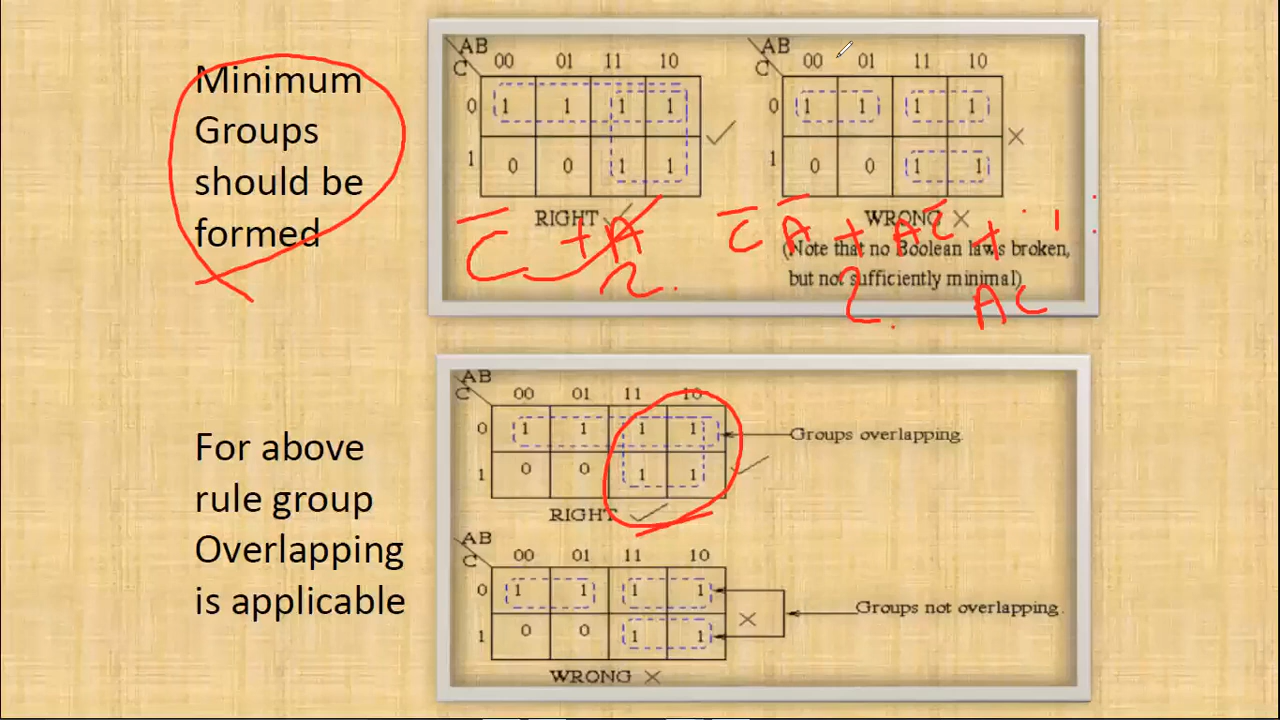 Minimum
Groups
should be
formed
AB
C
00 01 11 10
0 1 1 1 1
1 0 0 1 1
RIGHT
C̅ + A
2.
AB
C
00 01 11 10
0 1 1 1 1
1 0 0 1 1
WRONG
(Note that no Boolean laws broken,
but not sufficiently minimal)
C̅ A̅ + A C̅ +
AC
2.
For above
rule group
Overlapping
is applicable
AB
C
00 01 11 10
0 1 1 1 1
1 0 0 1 1
Groups overlapping.
RIGHT
AB
C
00 01 11 10
0 1 1 1 1
1 0 0 1 1
Groups not overlapping.
WRONG